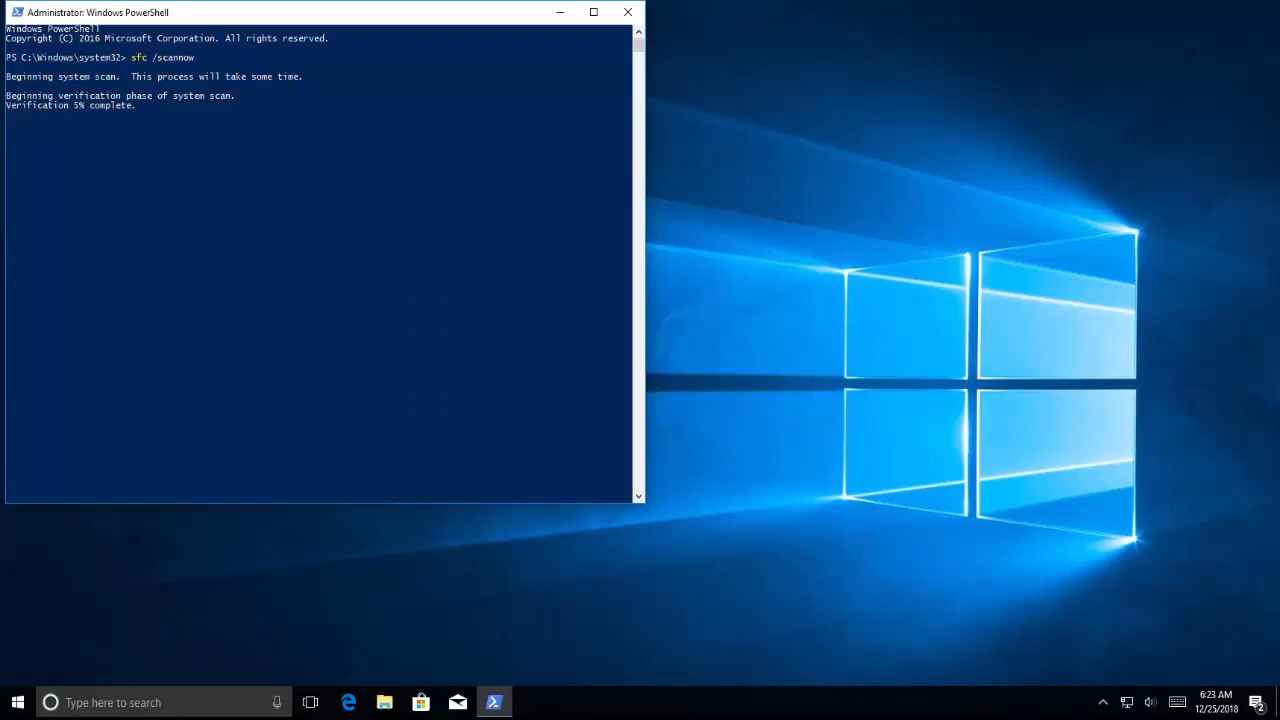 Administrator: Windows PowerShell
Windows PowerShell
Copyright (C) 2016 Microsoft Corporation. All rights reserved.
PS C:\Windows\system32> sfc /scannow
Beginning system scan.  This process will take some time.
Beginning verification phase of system scan.
Verification 5% complete.
Type here to search
6:23 AM
12/25/2018
2